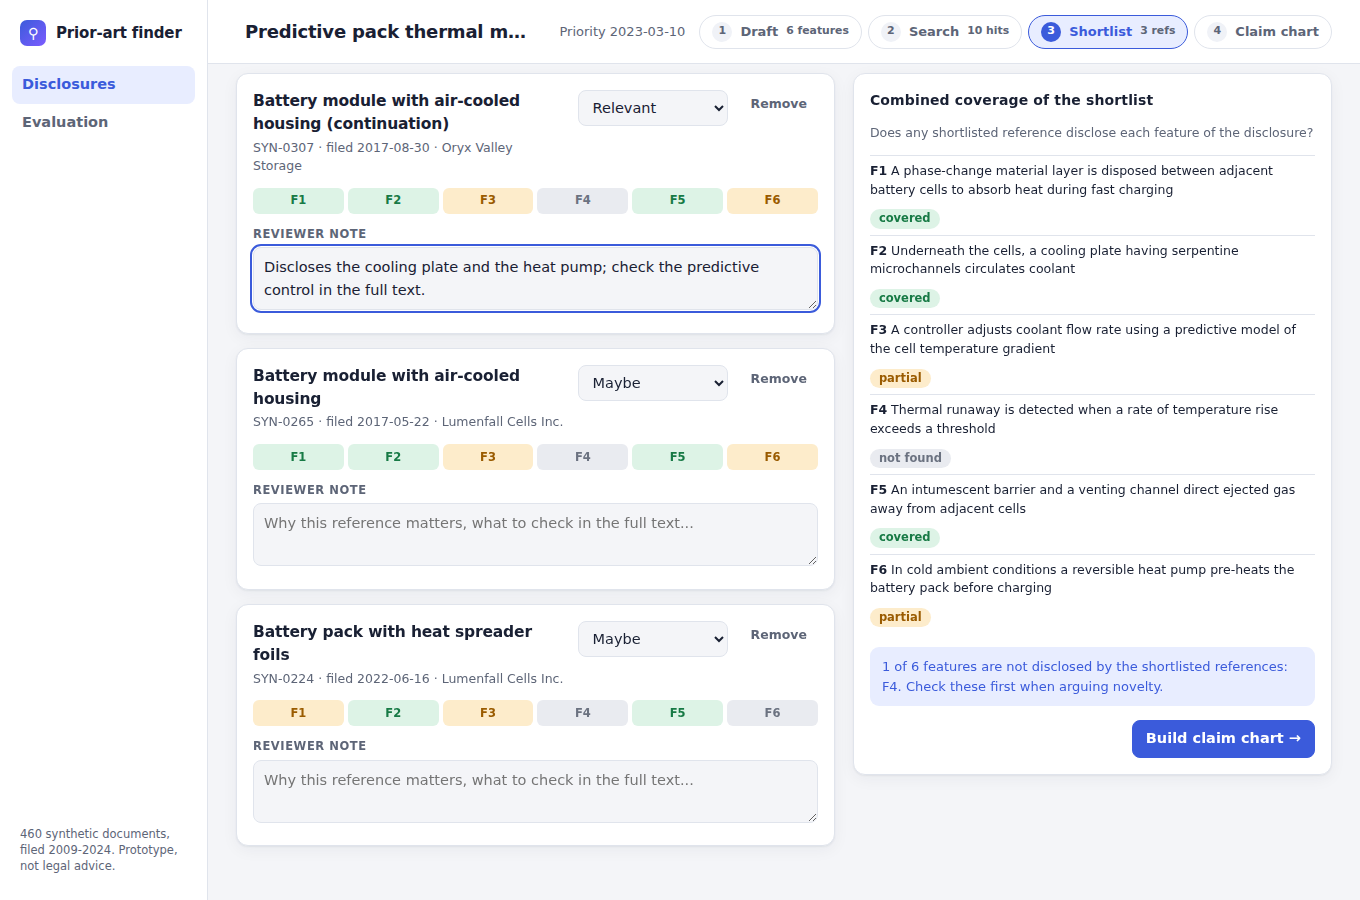 Prior-art finder
Disclosures
Evaluation
460 synthetic documents,
filed 2009-2024. Prototype,
not legal advice.
Predictive pack thermal m…
Priority 2023-03-10
1 Draft 6 features
2 Search 10 hits
3 Shortlist 3 refs
4 Claim chart
Battery module with air-cooled
housing (continuation)
Relevant
Remove
SYN-0307 · filed 2017-08-30 · Oryx Valley
Storage
F1 F2 F3 F4 F5 F6
REVIEWER NOTE
Discloses the cooling plate and the heat pump; check the predictive
control in the full text.
Battery module with air-cooled
housing
Maybe
Remove
SYN-0265 · filed 2017-05-22 · Lumenfall Cells Inc.
F1 F2 F3 F4 F5 F6
REVIEWER NOTE
Why this reference matters, what to check in the full text…
Battery pack with heat spreader
foils
Maybe
Remove
SYN-0224 · filed 2022-06-16 · Lumenfall Cells Inc.
F1 F2 F3 F4 F5 F6
REVIEWER NOTE
Why this reference matters, what to check in the full text…
Combined coverage of the shortlist
Does any shortlisted reference disclose each feature of the disclosure?
F1 A phase-change material layer is disposed between adjacent
battery cells to absorb heat during fast charging
covered
F2 Underneath the cells, a cooling plate having serpentine
microchannels circulates coolant
covered
F3 A controller adjusts coolant flow rate using a predictive model of
the cell temperature gradient
partial
F4 Thermal runaway is detected when a rate of temperature rise
exceeds a threshold
not found
F5 An intumescent barrier and a venting channel direct ejected gas
away from adjacent cells
covered
F6 In cold ambient conditions a reversible heat pump pre-heats the
battery pack before charging
partial
1 of 6 features are not disclosed by the shortlisted references:
F4. Check these first when arguing novelty.
Build claim chart →